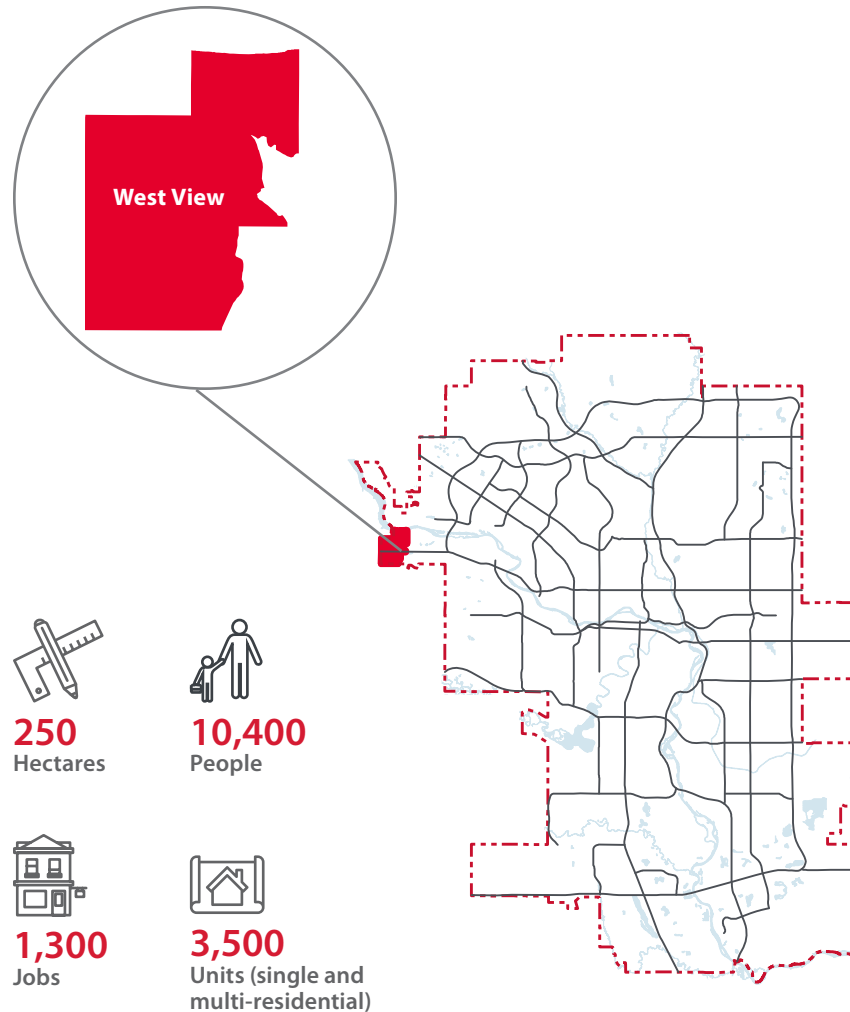 West View
250
Hectares
10,400
People
1,300
Jobs
3,500
Units (single and
multi-residential)